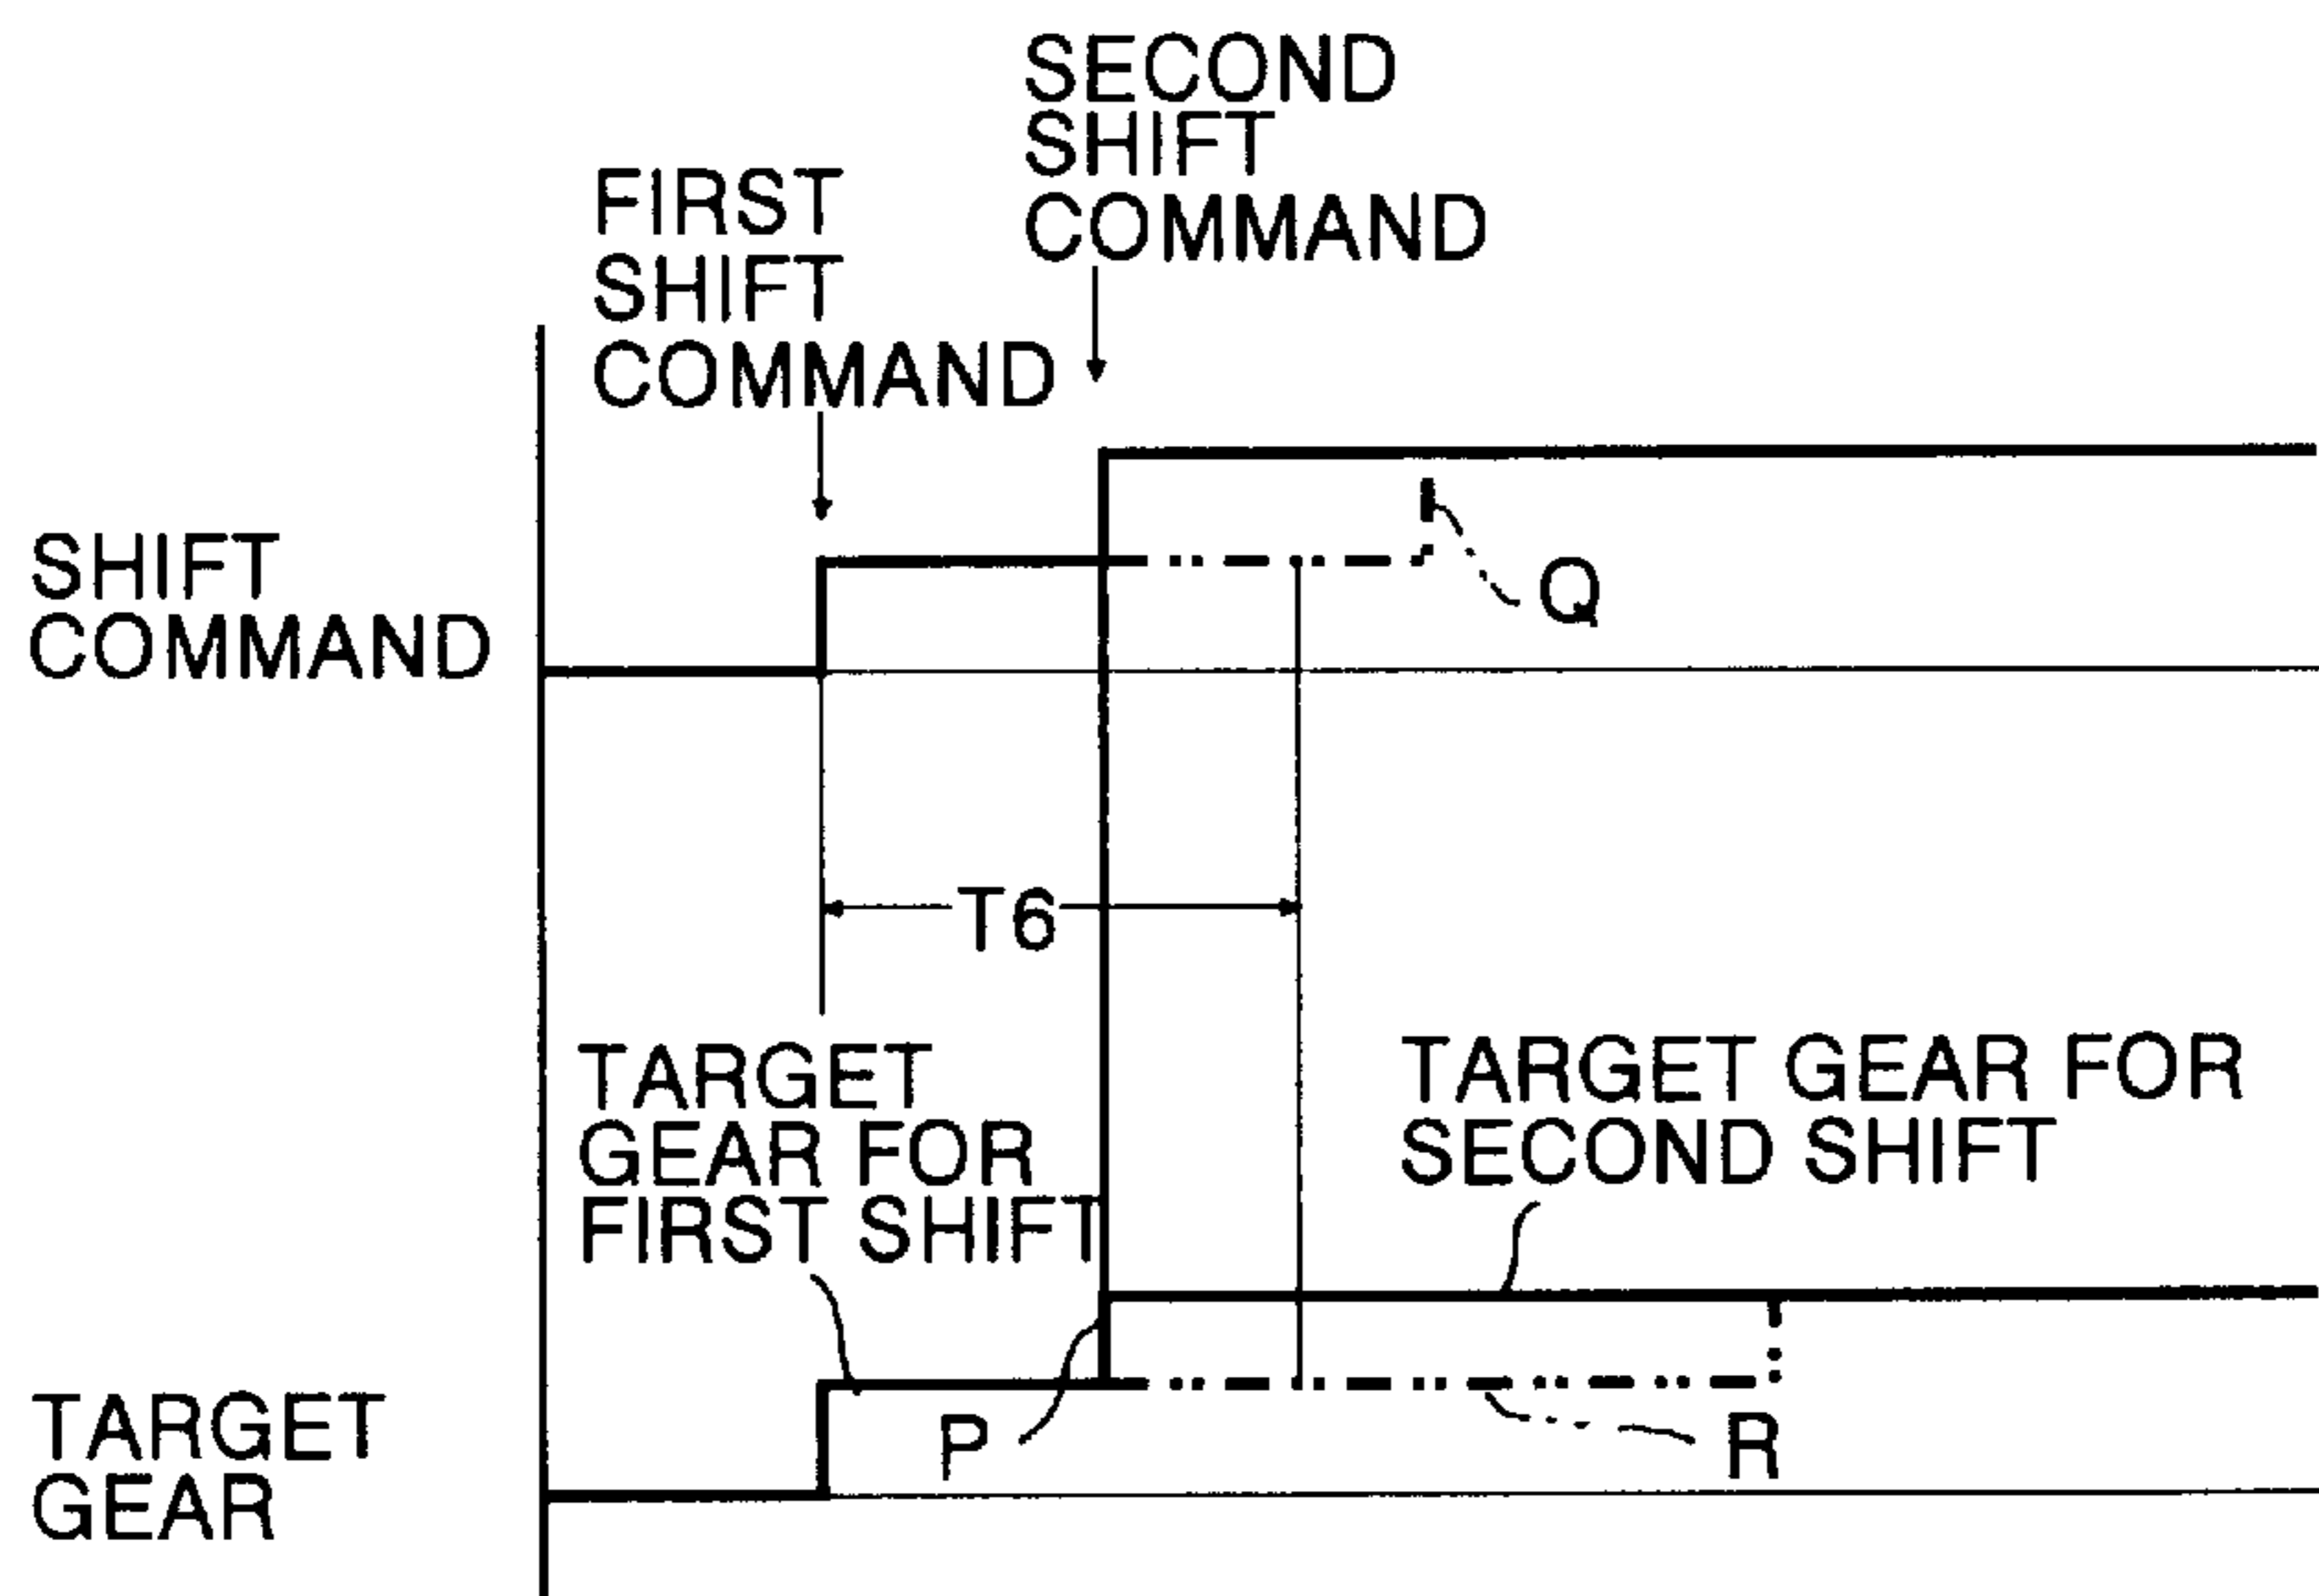 SECOND
SHIFT
COMMAND
FIRST
SHIFT
COMMAND
SHIFT
COMMAND
Q
T6
TARGET
GEAR FOR
FIRST SHIFT
TARGET GEAR FOR
SECOND SHIFT
TARGET
GEAR
P
R